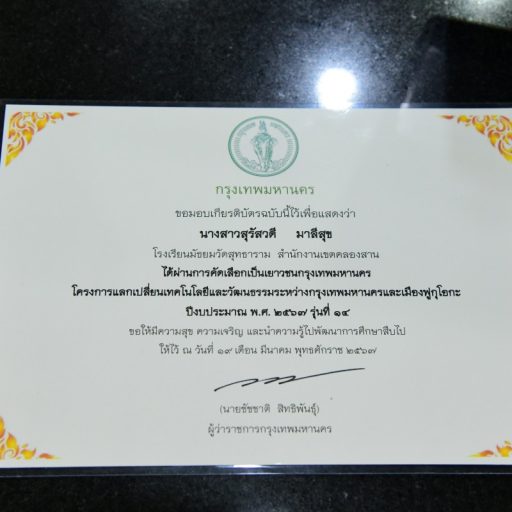 กรุงเทพมหานคร
ขอมอบเกียรติบัตรฉบับนี้ไว้เพื่อแสดงว่า
นางสาวสุรัสวดี มาลีสุข
โรงเรียนมัธยมวัดสุทธาราม สำนักงานเขตคลองสาน
ได้ผ่านการคัดเลือกเป็นเยาวชนกรุงเทพมหานคร
โครงการแลกเปลี่ยนเทคโนโลยีและวัฒนธรรมระหว่างกรุงเทพมหานครและเมืองฟูกุโอกะ
ปีงบประมาณ พ.ศ. ๒๕๖๗ รุ่นที่ ๑๔
ขอให้มีความสุข ความเจริญ และนำความรู้ไปพัฒนาการศึกษาสืบไป
ให้ไว้ ณ วันที่ ๑๙ เดือน มีนาคม พุทธศักราช ๒๕๖๗
(นายชัชชาติ สิทธิพันธุ์)
ผู้ว่าราชการกรุงเทพมหานคร